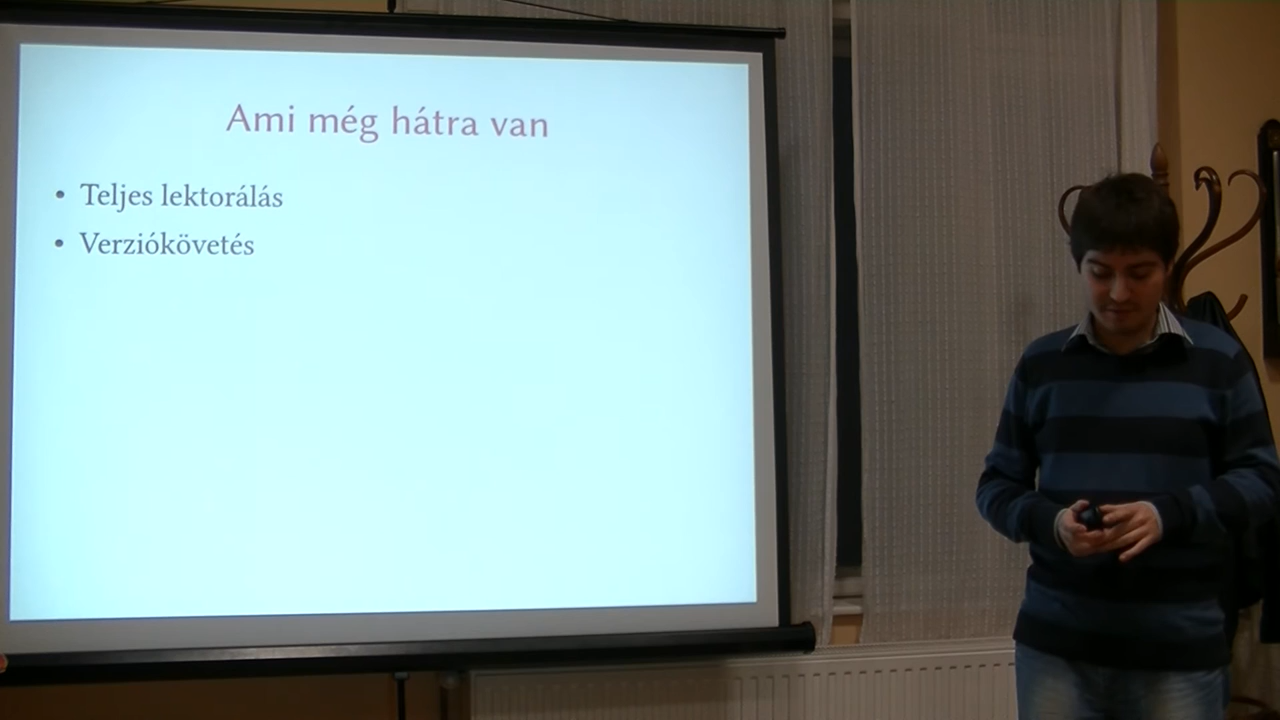 Ami még hátra van
• Teljes lektorálás
• Verziókövetés